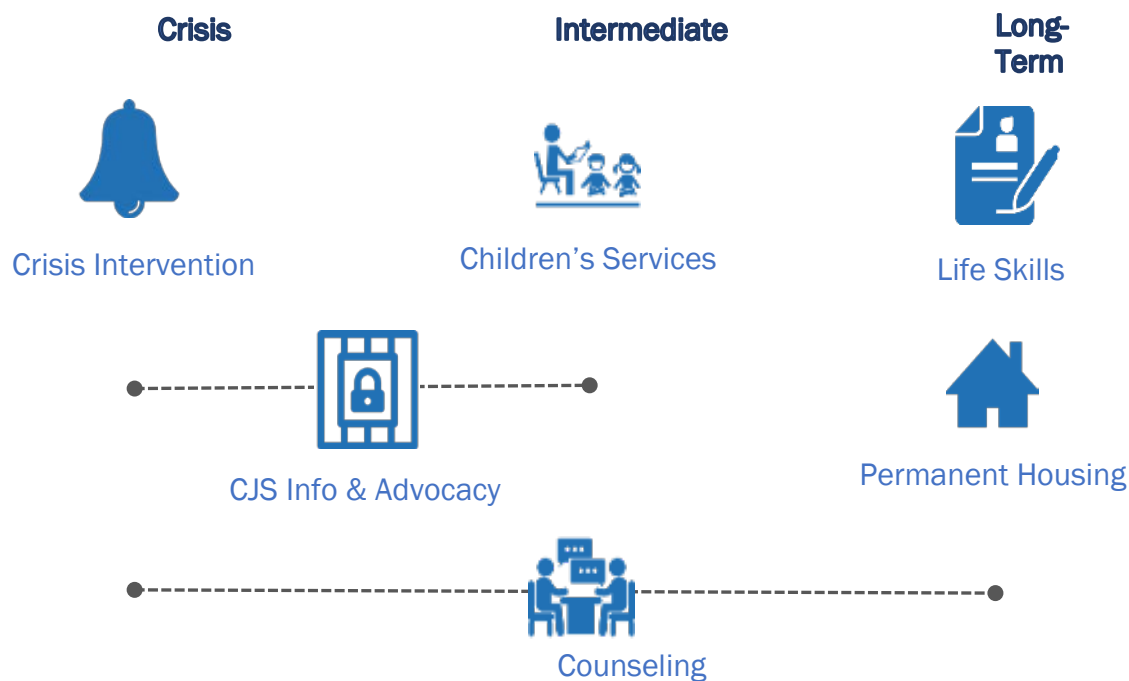 Crisis
Intermediate
Long-
Term
Crisis Intervention
Children’s Services
Life Skills
CJS Info & Advocacy
Permanent Housing
Counseling